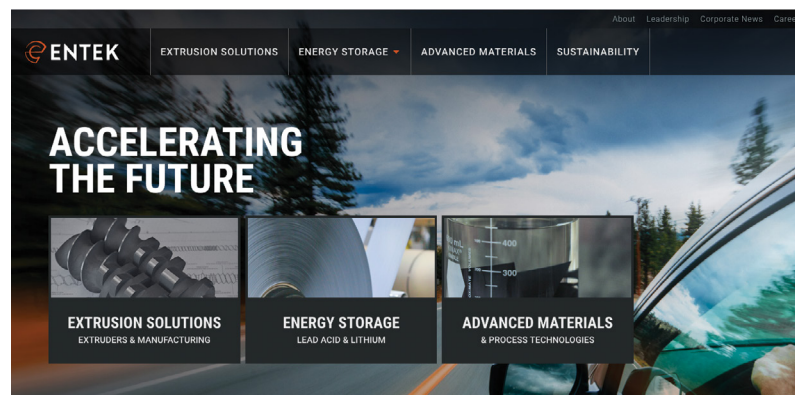 About Leadership Corporate News
ENTEK EXTRUSION SOLUTIONS ENERGY STORAGE ADVANCED MATERIALS SUSTAINABILITY
ACCELERATING
THE FUTURE
400
300
EXTRUSION SOLUTIONS ENERGY STORAGE ADVANCED MATERIALS
EXTRUDERS & MANUFACTURING LEAD ACID & LITHIUM & PROCESS TECHNOLOGIES